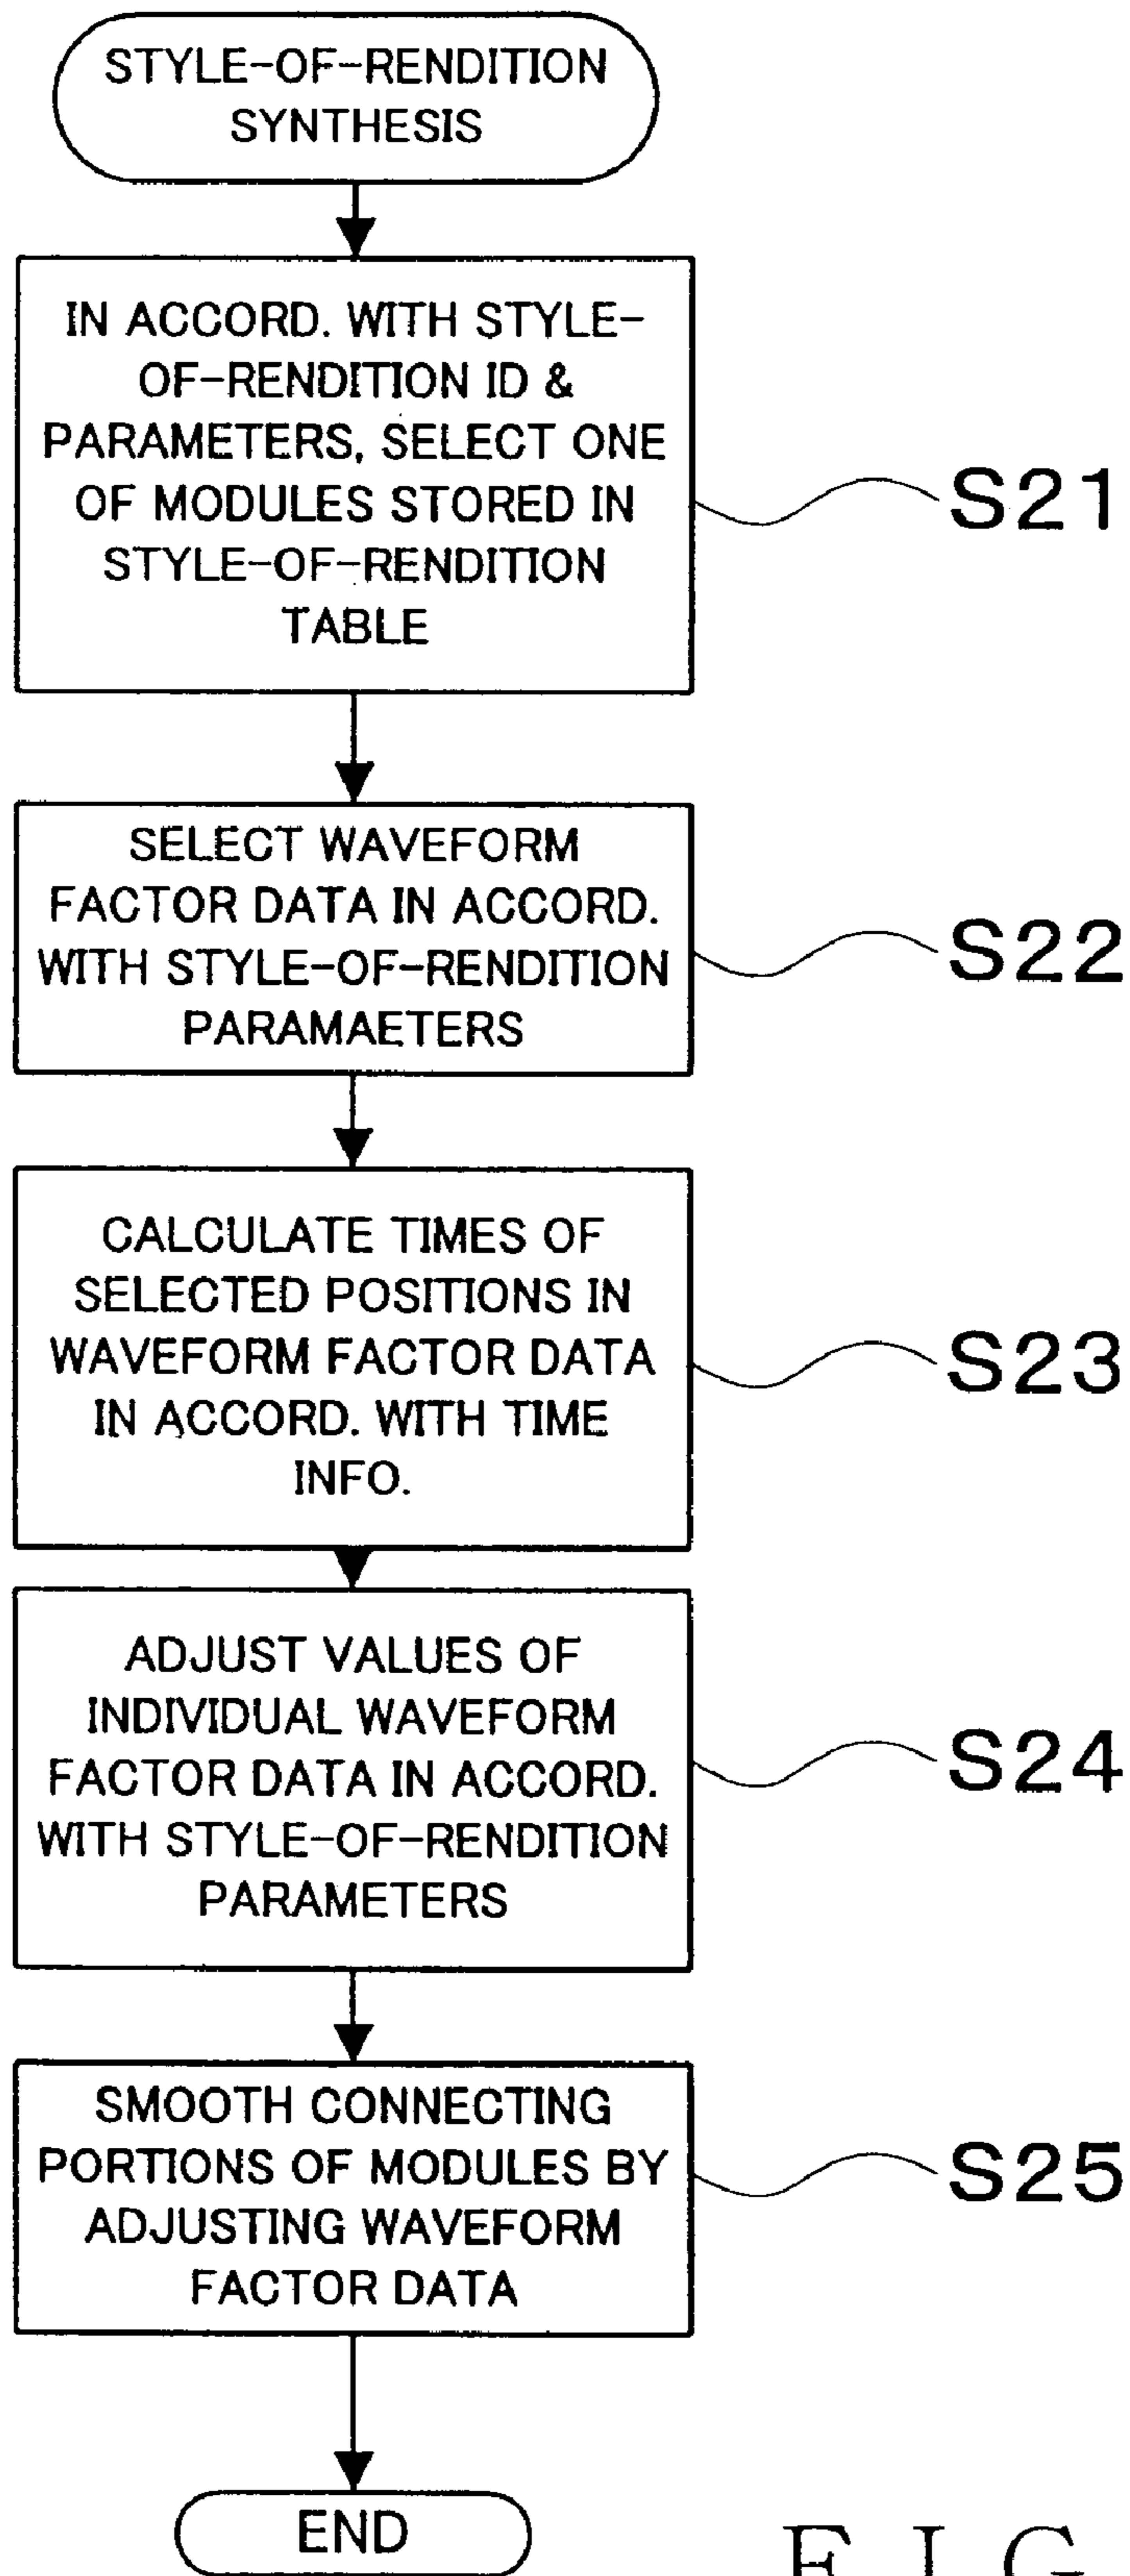 STYLE-OF-RENDITION
SYNTHESIS
IN ACCORD. WITH STYLE-
OF-RENDITION ID &
PARAMETERS, SELECT ONE
OF MODULES STORED IN
STYLE-OF-RENDITION
TABLE
S21
SELECT WAVEFORM
FACTOR DATA IN ACCORD.
WITH STYLE-OF-RENDITION
PARAMAETERS
S22
CALCULATE TIMES OF
SELECTED POSITIONS IN
WAVEFORM FACTOR DATA
IN ACCORD. WITH TIME
INFO.
S23
ADJUST VALUES OF
INDIVIDUAL WAVEFORM
FACTOR DATA IN ACCORD.
WITH STYLE-OF-RENDITION
PARAMETERS
S24
SMOOTH CONNECTING
PORTIONS OF MODULES BY
ADJUSTING WAVEFORM
FACTOR DATA
S25
END
FIG